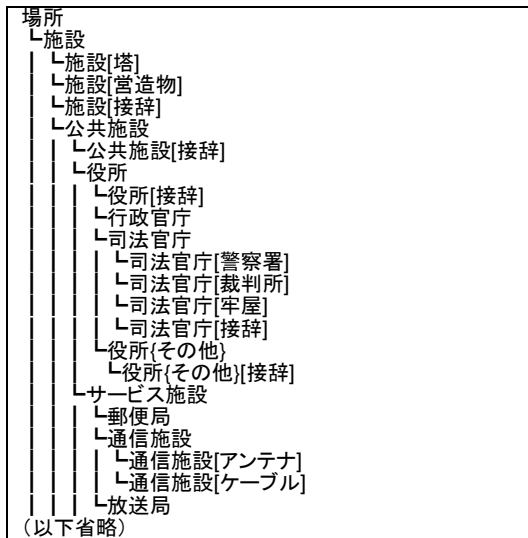 場所
┗施設
┃┗施設[塔]
┃┗施設[営造物]
┃┗施設[接辞]
┃┗公共施設
┃┃┗公共施設[接辞]
┃┃┗役所
┃┃┃┗役所[接辞]
┃┃┃┗行政官庁
┃┃┃┗司法官庁
┃┃┃┃┗司法官庁[警察署]
┃┃┃┃┗司法官庁[裁判所]
┃┃┃┃┗司法官庁[牢屋]
┃┃┃┃┗司法官庁[接辞]
┃┃┃┗役所{その他}
┃┃┃ ┗役所{その他}[接辞]
┃┃┗サービス施設
┃┃┃┗郵便局
┃┃┃┗通信施設
┃┃┃┃┗通信施設[アンテナ]
┃┃┃┃┗通信施設[ケーブル]
┃┃┃┗放送局
(以下省略)